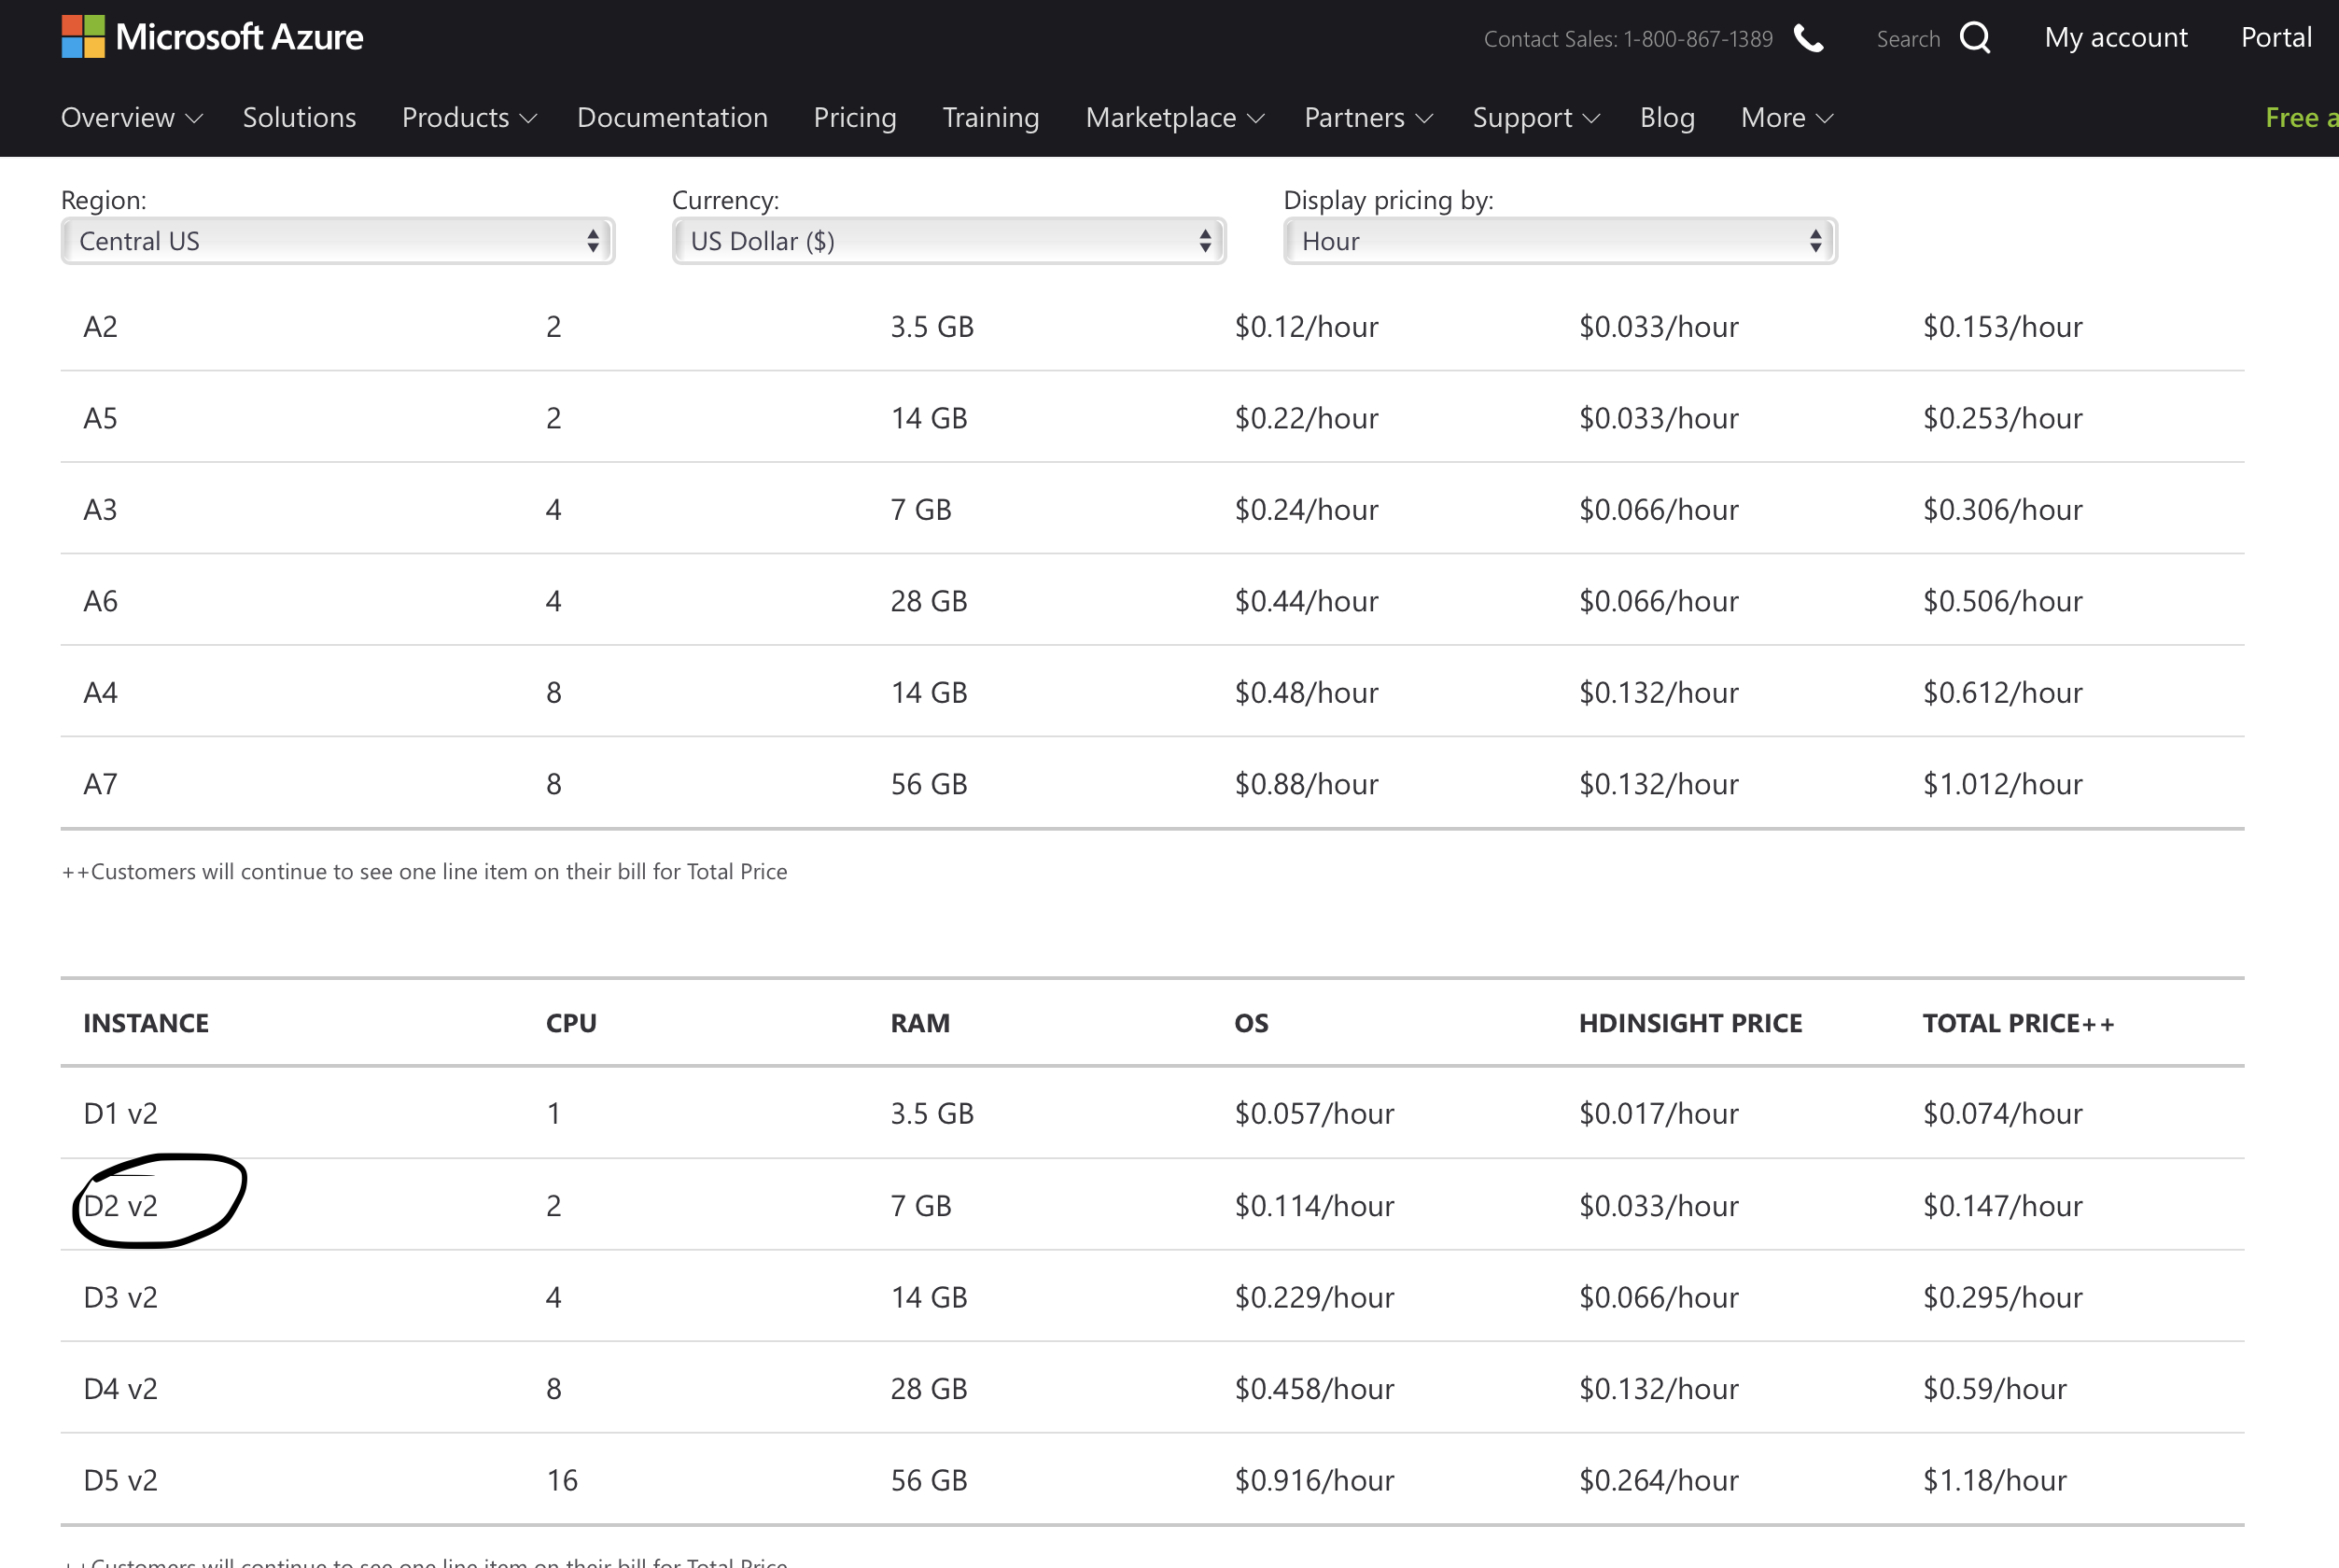 Microsoft Azure
Contact Sales: 1-800-867-1389 Search My account Portal
Overview Solutions Products Documentation Pricing Training Marketplace Partners Support Blog More Free
Region: Currency: Display pricing by:
Central US US Dollar ($) Hour
A2 2 3.5 GB $0.12/hour $0.033/hour $0.153/hour
A5 2 14 GB $0.22/hour $0.033/hour $0.253/hour
A3 4 7 GB $0.24/hour $0.066/hour $0.306/hour
A6 4 28 GB $0.44/hour $0.066/hour $0.506/hour
A4 8 14 GB $0.48/hour $0.132/hour $0.612/hour
A7 8 56 GB $0.88/hour $0.132/hour $1.012/hour
++Customers will continue to see one line item on their bill for Total Price
INSTANCE CPU RAM OS HDINSIGHT PRICE TOTAL PRICE++
D1 v2 1 3.5 GB $0.057/hour $0.017/hour $0.074/hour
D2 v2 2 7 GB $0.114/hour $0.033/hour $0.147/hour
D3 v2 4 14 GB $0.229/hour $0.066/hour $0.295/hour
D4 v2 8 28 GB $0.458/hour $0.132/hour $0.59/hour
D5 v2 16 56 GB $0.916/hour $0.264/hour $1.18/hour
++Customers will continue to see one line item on their bill for Total Price